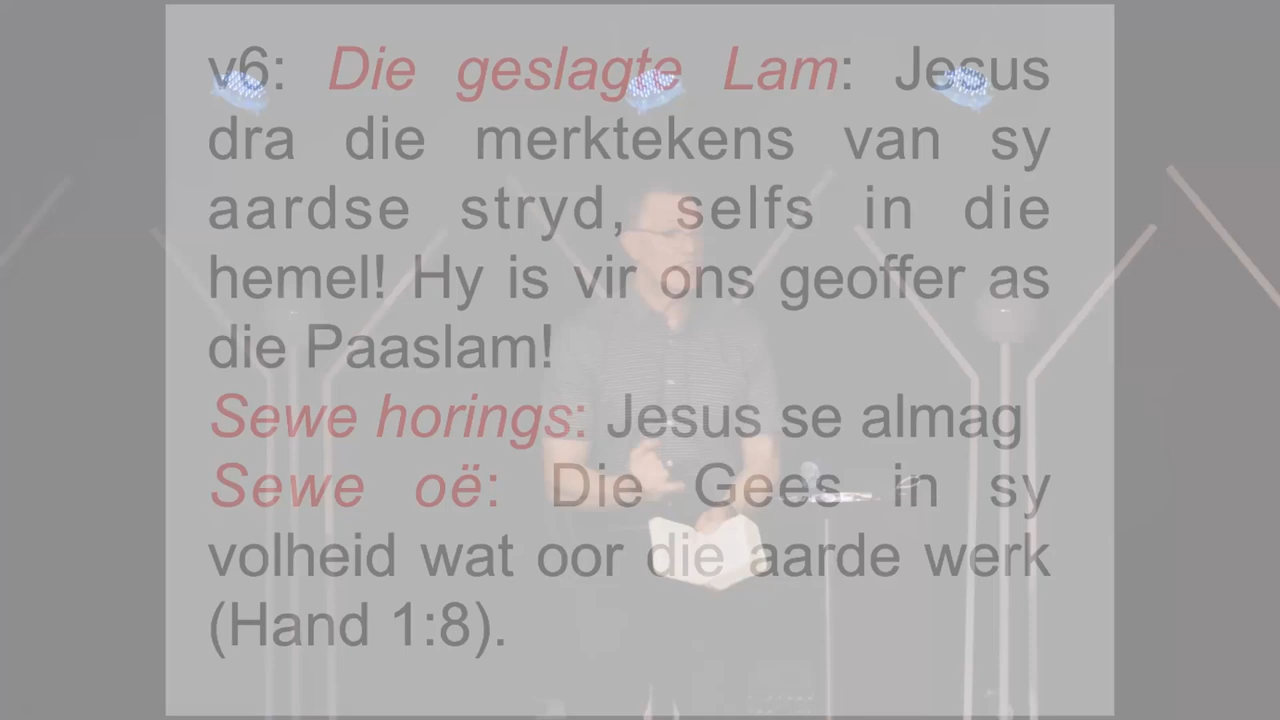 v6: Die geslagte Lam: Jesus
dra die merktekens van sy
aardse stryd, selfs in die
hemel! Hy is vir ons geoffer as
die Paaslam!
Sewe horings: Jesus se almag
Sewe oë: Die Gees in sy
volheid wat oor die aarde werk
(Hand 1:8).